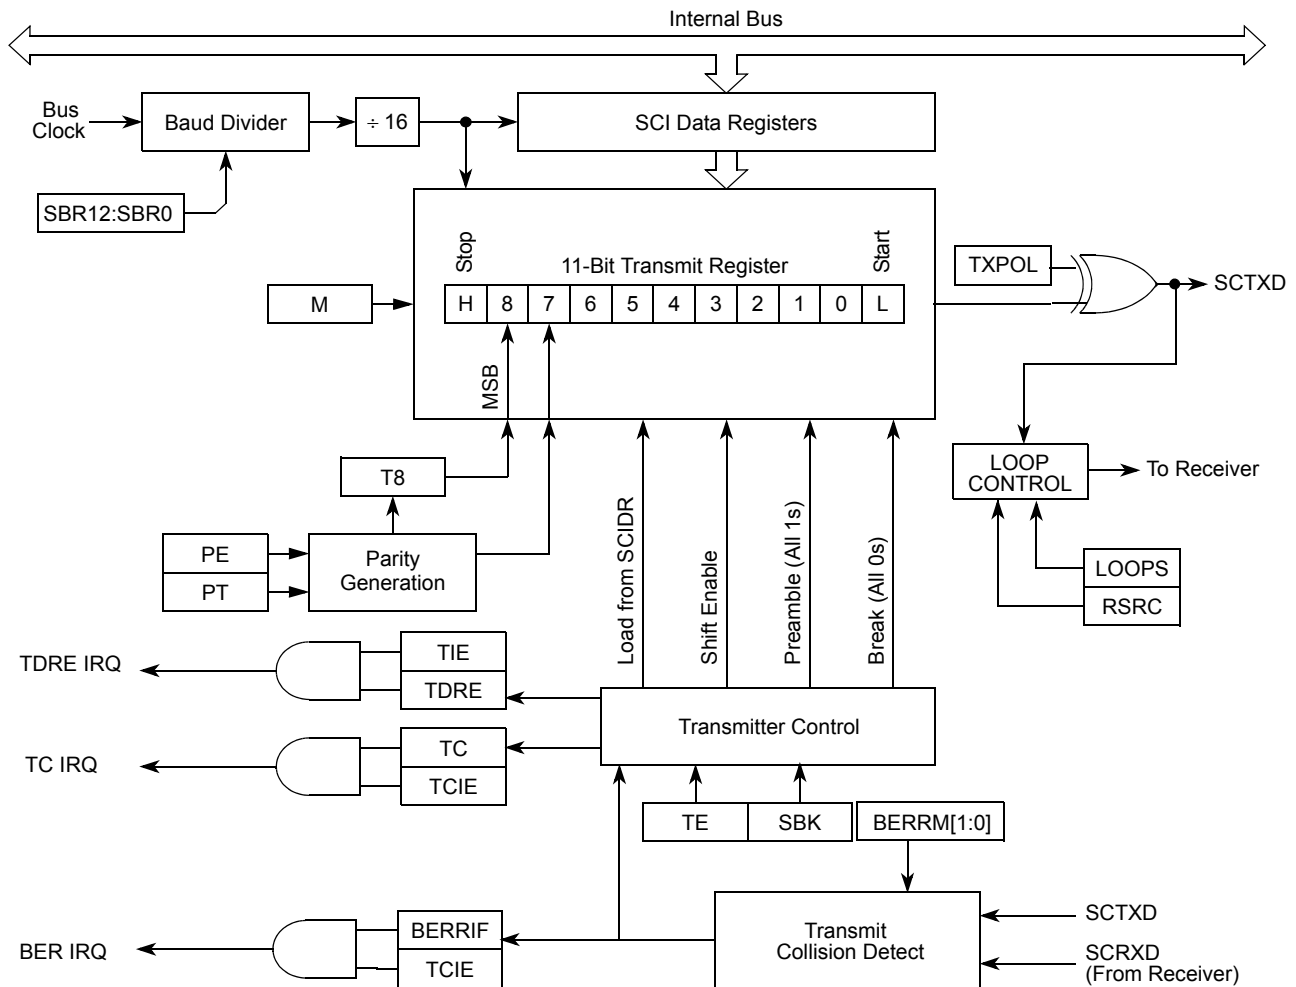 Internal Bus
Bus
Clock
Baud Divider
÷ 16
SCI Data Registers
SBR12:SBR0
Stop
11-Bit Transmit Register
Start
M
H 8 7 6 5 4 3 2 1 0 L
MSB
TXPOL
SCTXD
LOOP
CONTROL
To Receiver
LOOPS
RSRC
T8
PE
PT
Parity
Generation
Load from SCIDR
Shift Enable
Preamble (All 1s)
Break (All 0s)
TDRE IRQ
TIE
TDRE
Transmitter Control
TC IRQ
TC
TCIE
TE
SBK
BERRM[1:0]
BER IRQ
BERRIF
TCIE
Transmit
Collision Detect
SCTXD
SCRXD
(From Receiver)